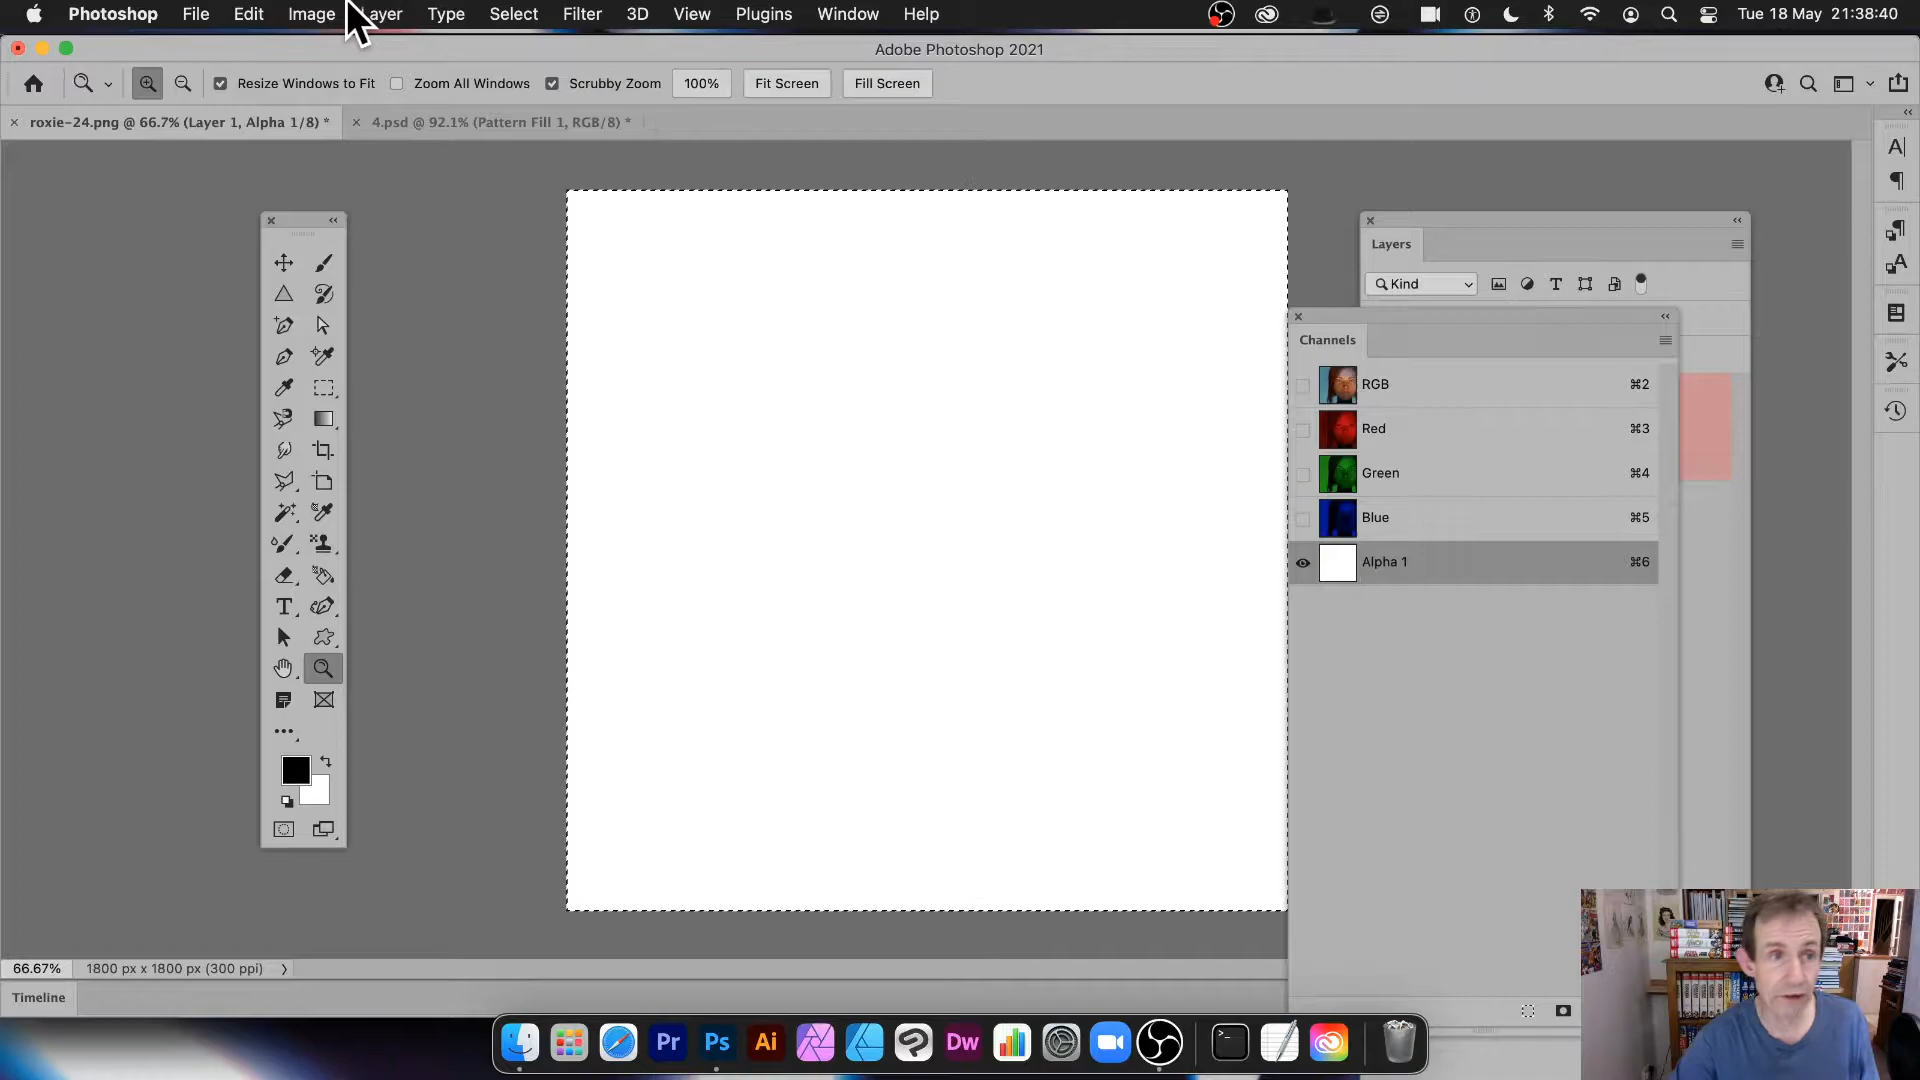 Photoshop File Edit Image Layer Type Select Filter 3D View Plugins Window Help Tue 18 May 21:38:40
Adobe Photoshop 2021
Resize Windows to Fit Zoom All Windows Scrubby Zoom 100% Fit Screen Fill Screen
roxie-24.png @ 66.7% (Layer 1, Alpha 1/8) * 4.psd @ 92.1% (Pattern Fill 1, RGB/8) *
Layers
Kind
Channels
RGB ⌘2
Red ⌘3
Green ⌘4
Blue ⌘5
Alpha 1 ⌘6
66.67% 1800 px x 1800 px (300 ppi)
Timeline
Pr Ps Ai Dw